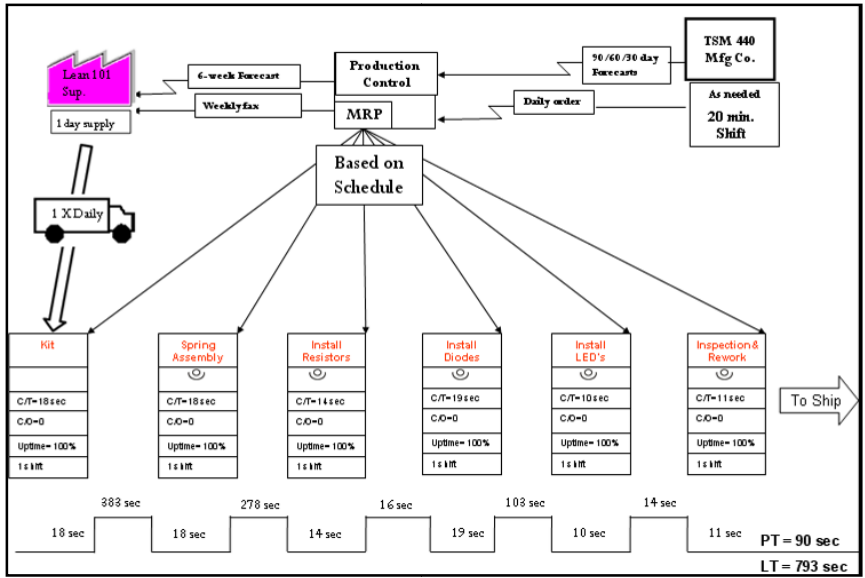 Lean 101
Sup.
1 day supply
6-week Forecast
Weekly fax
Production
Control
MRP
90/60/30 day
Forecasts
Daily order
TSM 440
Mfg Co.
As needed
20 min.
Shift
Based on
Schedule
1 X Daily
Kit
C/T=18 sec
C/O=0
Uptime= 100%
1 shift
Spring
Assembly
C/T=18 sec
C/O=0
Uptime= 100%
1 shift
Install
Resistors
C/T=14 sec
C/O=0
Uptime= 100%
1 shift
Install
Diodes
C/T=19 sec
C/O=0
Uptime= 100%
1 shift
Install
LED's
C/T=10 sec
C/O=0
Uptime= 100%
1 shift
Inspection &
Rework
C/T=11 sec
C/O=0
Uptime= 100%
1 shift
To Ship
383 sec
278 sec
16 sec
103 sec
14 sec
18 sec
18 sec
14 sec
19 sec
10 sec
11 sec
PT = 90 sec
LT = 793 sec